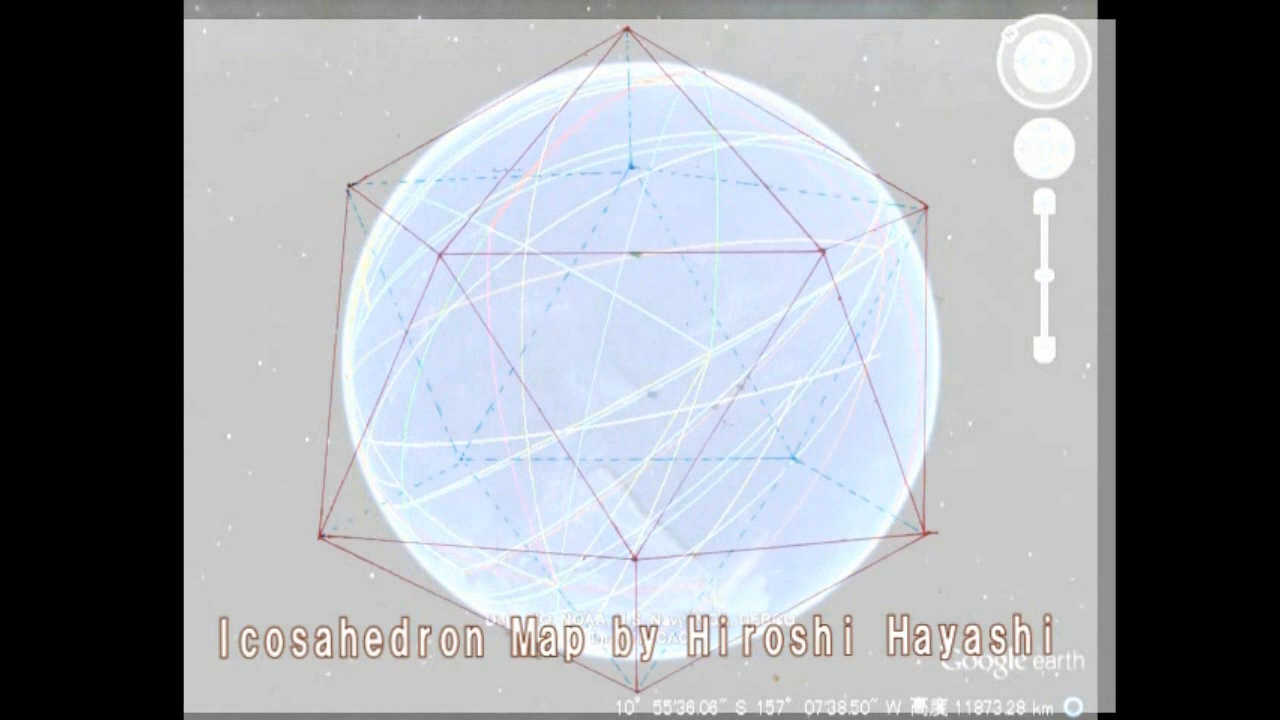 Icosahedron Map by Hiroshi Hayashi
Google earth
10° 55'36.06" S 157° 07'38.50" W 高度 11873.28 km